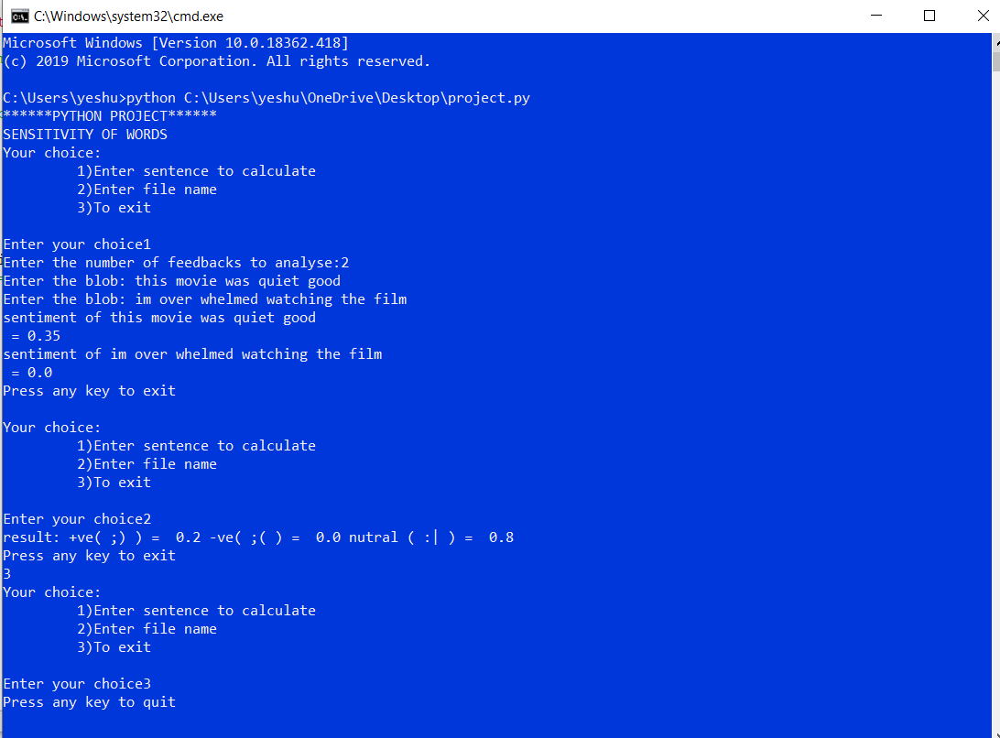 C:\Windows\system32\cmd.exe
Microsoft Windows [Version 10.0.18362.418]
(c) 2019 Microsoft Corporation. All rights reserved.
C:\Users\yeshu>python C:\Users\yeshu\OneDrive\Desktop\project.py
******PYTHON PROJECT******
SENSITIVITY OF WORDS
Your choice:
1)Enter sentence to calculate
2)Enter file name
3)To exit
Enter your choice1
Enter the number of feedbacks to analyse:2
Enter the blob: this movie was quiet good
Enter the blob: im over whelmed watching the film
sentiment of this movie was quiet good
= 0.35
sentiment of im over whelmed watching the film
= 0.0
Press any key to exit
Your choice:
1)Enter sentence to calculate
2)Enter file name
3)To exit
Enter your choice2
result: +ve( ;) ) =  0.2 -ve( ;( ) =  0.0 nutral ( :| ) =  0.8
Press any key to exit
3
Your choice:
1)Enter sentence to calculate
2)Enter file name
3)To exit
Enter your choice3
Press any key to quit